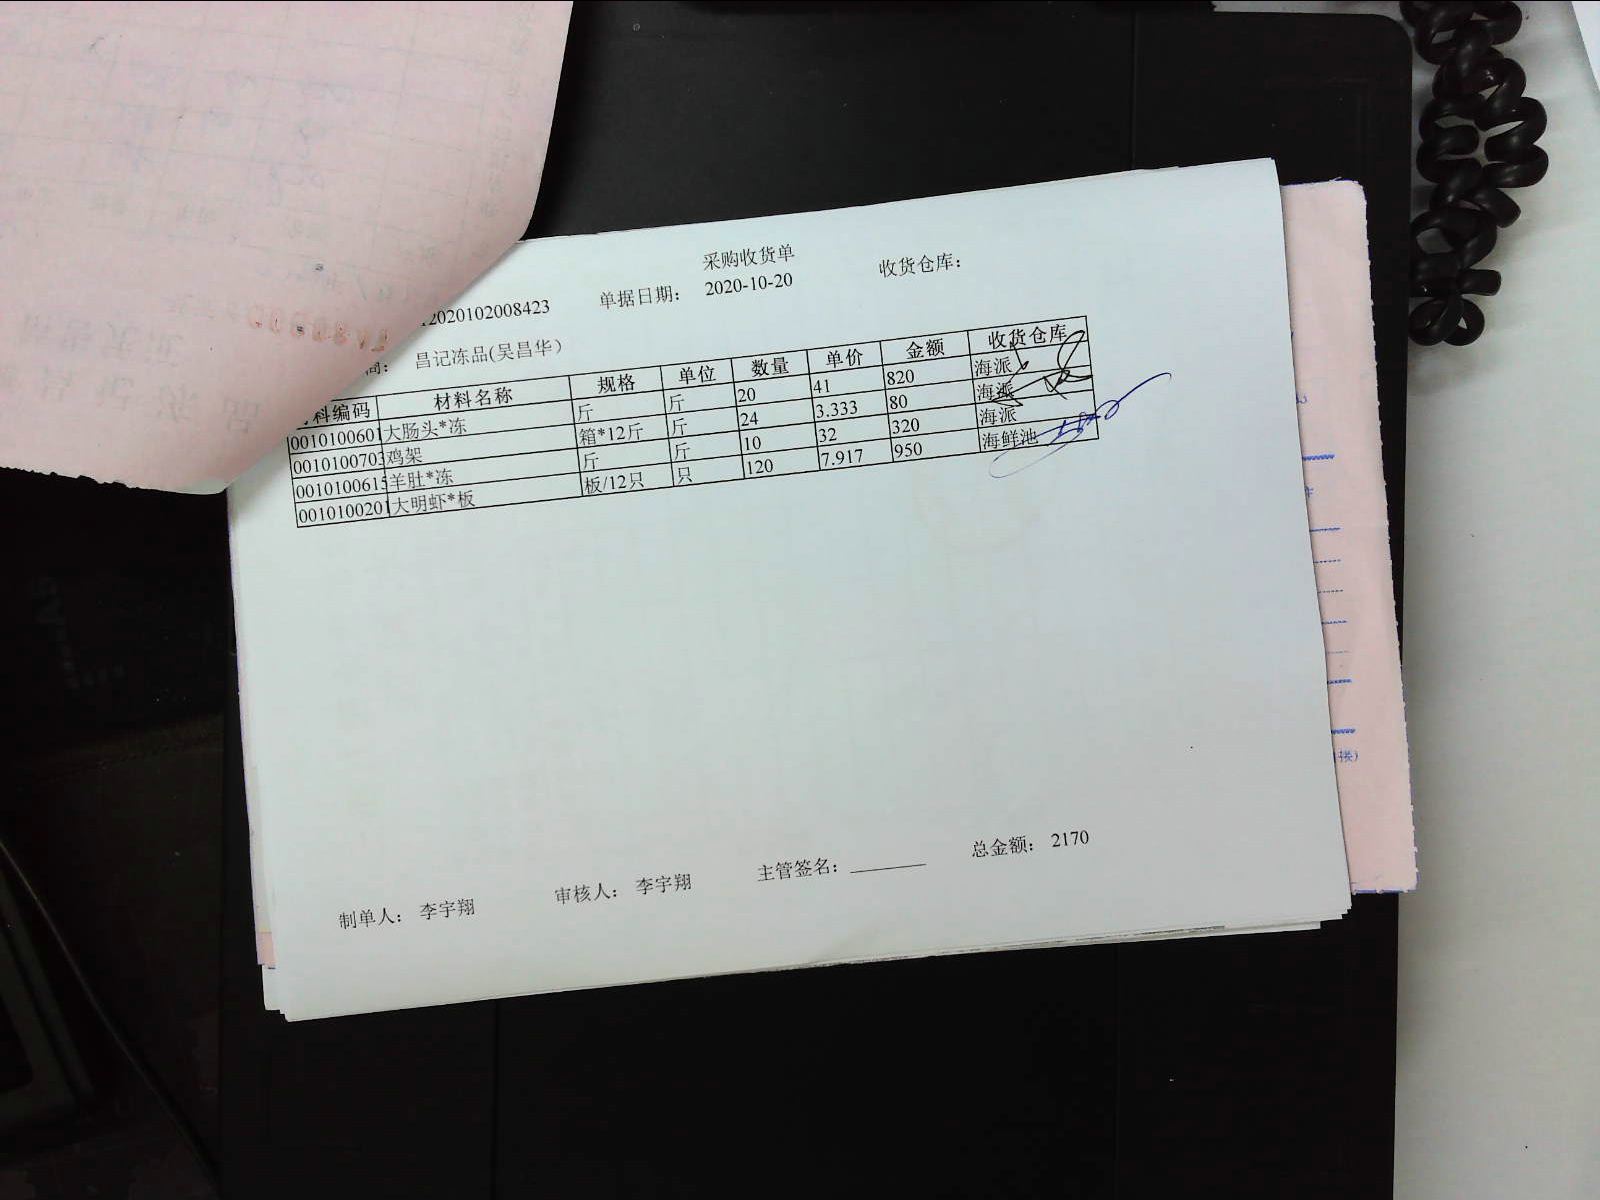 采购收货单
2020102008423 单据日期： 2020-10-20 收货仓库：
商： 昌记冻品(吴昌华)
料编码 材料名称 规格 单位 数量 单价 金额 收货仓库
0010100601 大肠头*冻 斤 斤 20 41 820 海派
0010100703 鸡架 箱*12斤 斤 24 3.333 80 海派
0010100615 羊肚*冻 斤 斤 10 32 320 海派
0010100201 大明虾*板 板/12只 只 120 7.917 950 海鲜池
制单人： 李宇翔 审核人： 李宇翔 主管签名： 总金额： 2170